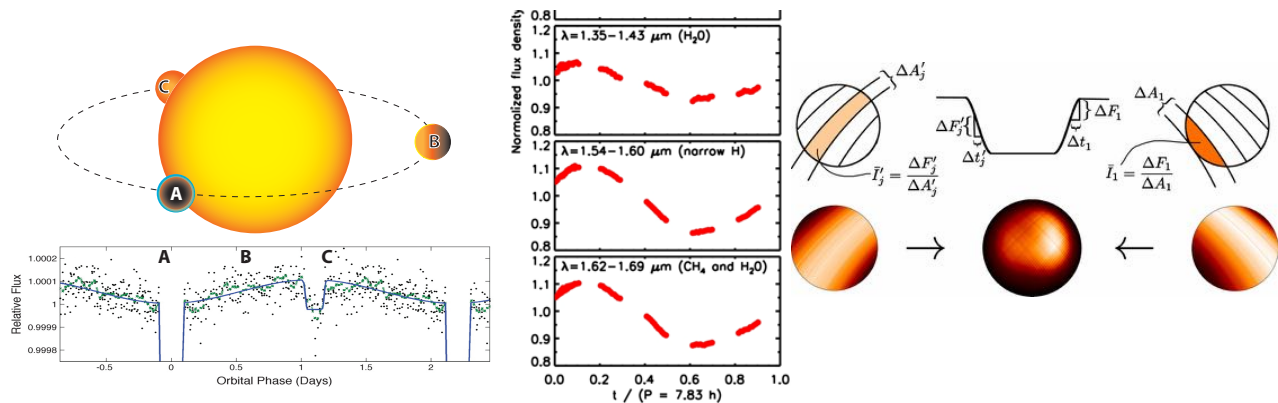 C
B
A
A B C
1.0002
1.0001
1
0.9999
0.9998
Relative Flux
-0.5 0 0.5 1 1.5 2
Orbital Phase (Days)
Normalized flux density
0.8
λ=1.35−1.43 μm (H₂O)
1.2
1.1
1.0
0.9
0.8
λ=1.54−1.60 μm (narrow H)
1.2
1.1
1.0
0.9
0.8
λ=1.62−1.69 μm (CH₄ and H₂O)
1.2
1.1
1.0
0.9
0.8
0.0 0.2 0.4 0.6 0.8 1.0
t / (P = 7.83 h)
ΔA′ⱼ
Ī′ⱼ = ΔF′ⱼ / ΔA′ⱼ
ΔF′ⱼ
Δt′ⱼ
ΔF₁
Δt₁
ΔA₁
Ī₁ = ΔF₁ / ΔA₁